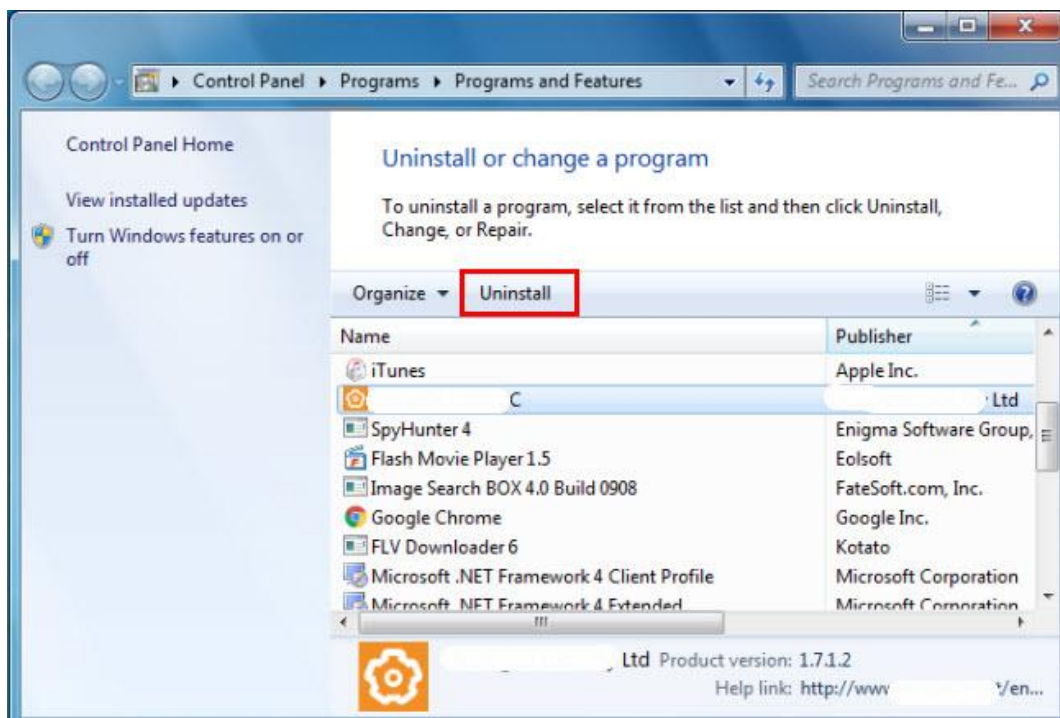 Control Panel Programs Programs and Features Search Programs and Fe...
Control Panel Home
View installed updates
Turn Windows features on or
off
Uninstall or change a program
To uninstall a program, select it from the list and then click Uninstall,
Change, or Repair.
Organize Uninstall
Name Publisher
iTunes Apple Inc.
C Ltd
SpyHunter 4 Enigma Software Group,
Flash Movie Player 1.5 Eolsoft
Image Search BOX 4.0 Build 0908 FateSoft.com, Inc.
Google Chrome Google Inc.
FLV Downloader 6 Kotato
Microsoft .NET Framework 4 Client Profile Microsoft Corporation
Microsoft .NET Framework 4 Extended Microsoft Corporation
Ltd Product version: 1.7.1.2
Help link: http://www /en...